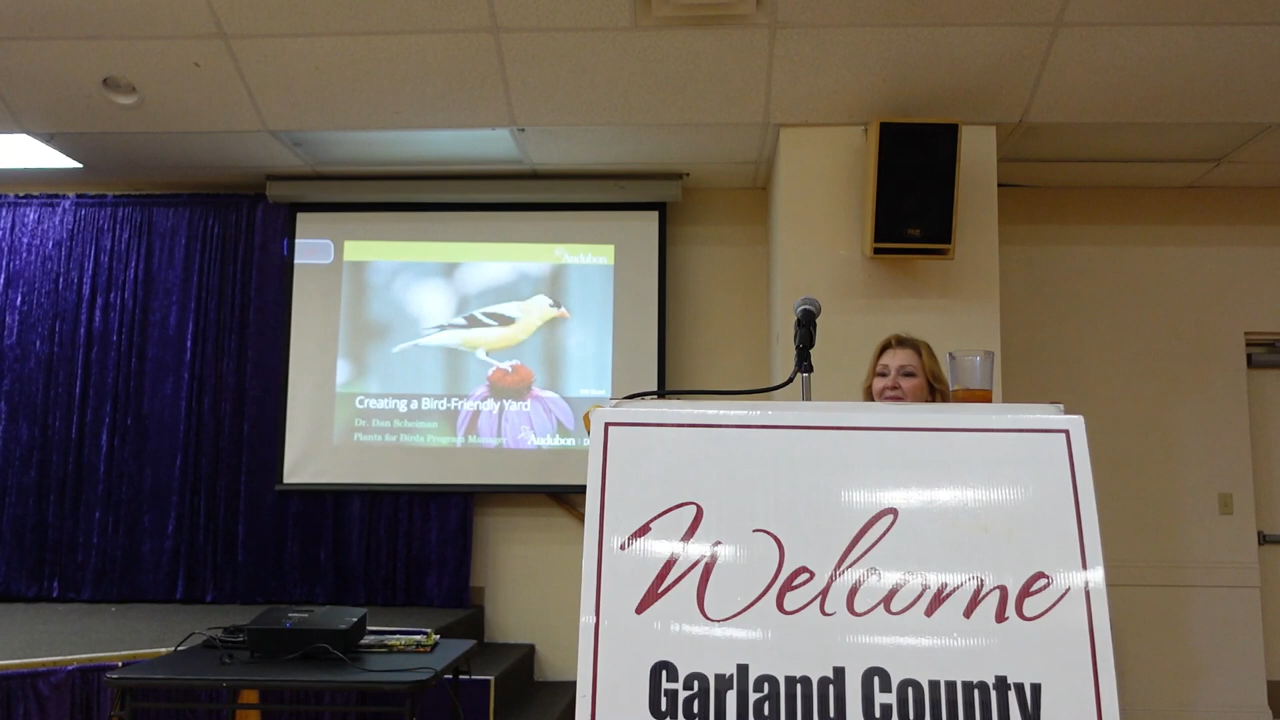 Audubon
Creating a Bird-Friendly Yard
Dr. Dan Scheiman
Plants for Birds Program Manager
Audubon | D
Welcome
Garland County